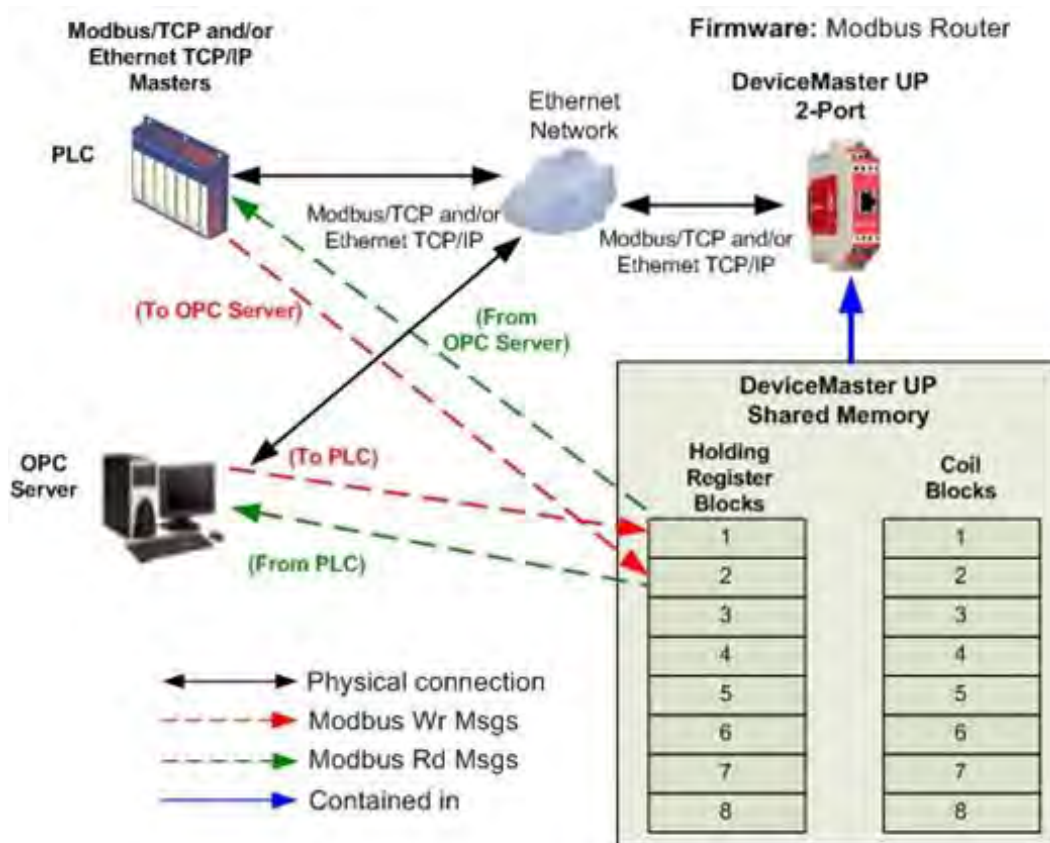 Modbus/TCP and/or
Ethernet TCP/IP
Masters
Firmware: Modbus Router
DeviceMaster UP
2-Port
Ethernet
Network
PLC
Modbus/TCP and/or
Ethernet TCP/IP
Modbus/TCP and/or
Ethernet TCP/IP
(To OPC Server)
(From
OPC Server)
OPC
Server
(To PLC)
(From PLC)
DeviceMaster UP
Shared Memory
Holding
Register
Blocks
1
2
3
4
5
6
7
8
Coil
Blocks
1
2
3
4
5
6
7
8
Physical connection
Modbus Wr Msgs
Modbus Rd Msgs
Contained in